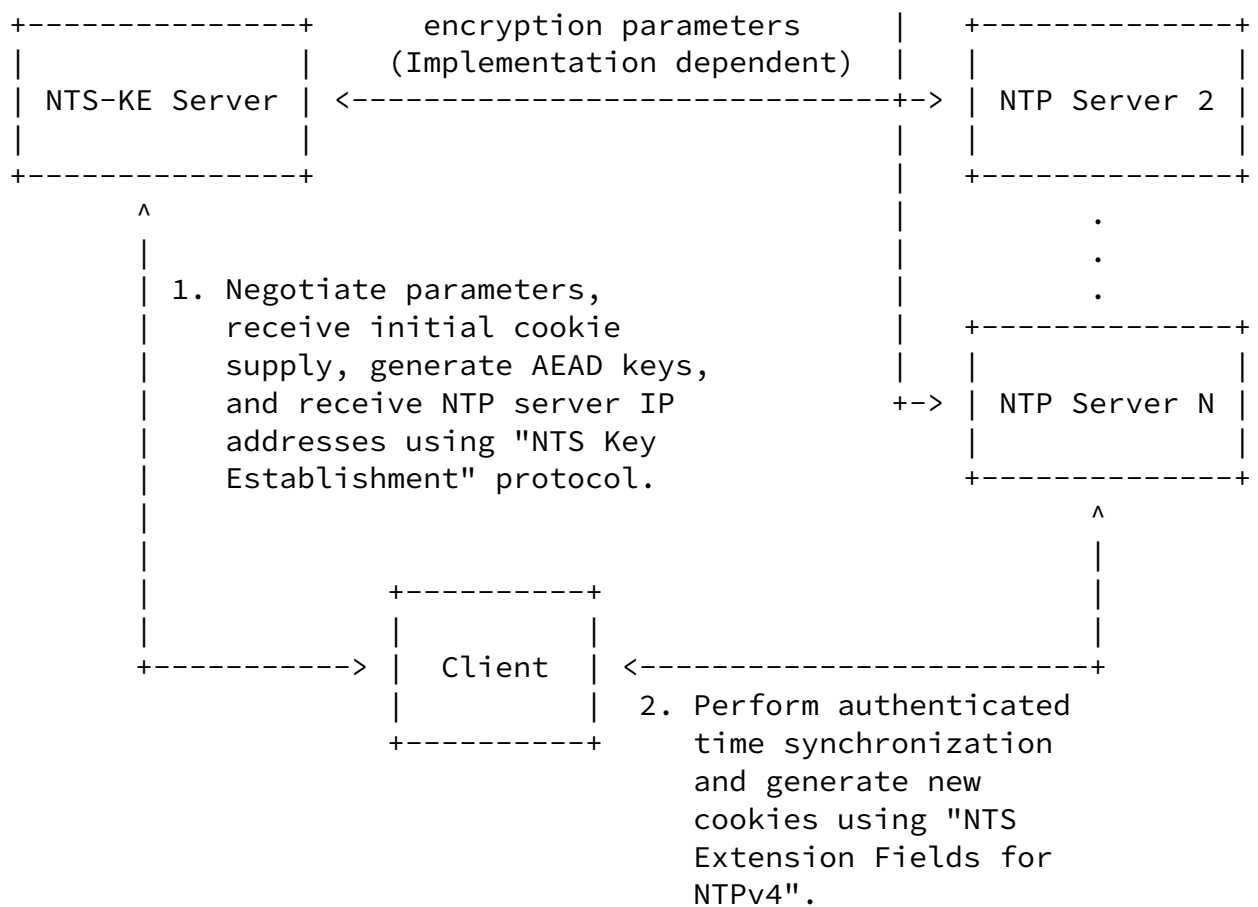 encryption parameters
(Implementation dependent)
NTS-KE Server
NTP Server 2
.
.
.
1. Negotiate parameters,
receive initial cookie
supply, generate AEAD keys,
and receive NTP server IP
addresses using "NTS Key
Establishment" protocol.
NTP Server N
Client
2. Perform authenticated
time synchronization
and generate new
cookies using "NTS
Extension Fields for
NTPv4".